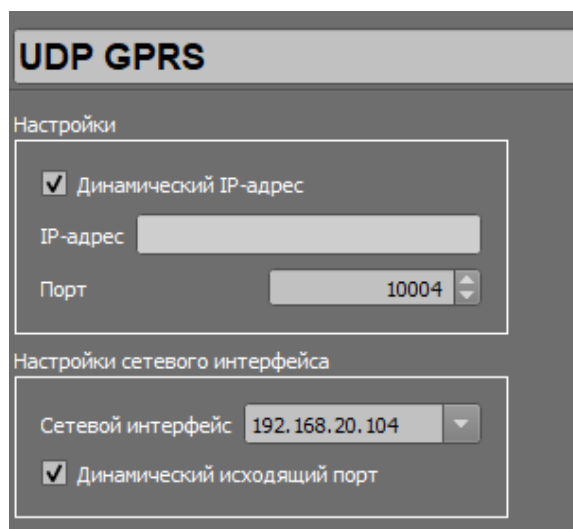 UDP GPRS
Настройки
Динамический IP-адрес
IP-адрес
Порт 10004
Настройки сетевого интерфейса
Сетевой интерфейс 192.168.20.104
Динамический исходящий порт